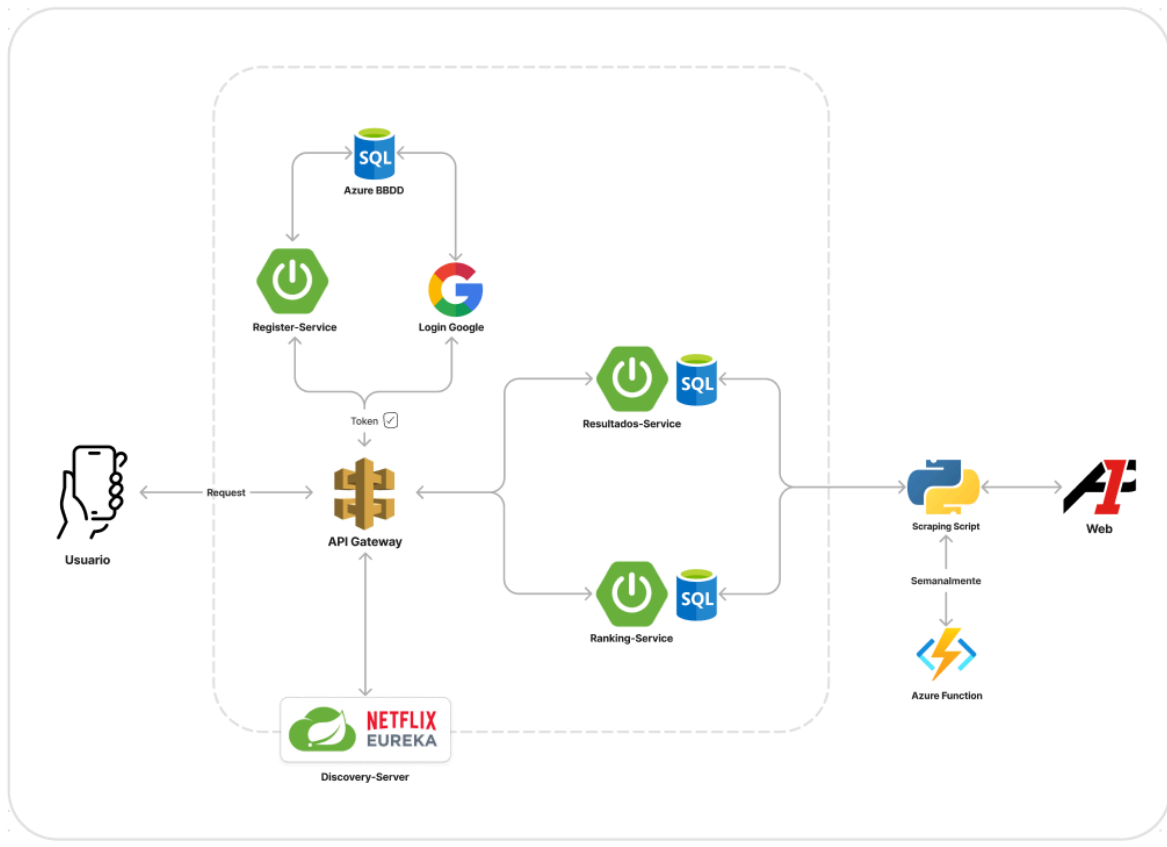 SQL
Azure BBDD
Register-Service
Login Google
Token
SQL
Resultados-Service
Request
Usuario
API Gateway
Scraping Script
A1P
Web
Semanalmente
SQL
Ranking-Service
Azure Function
NETFLIX
EUREKA
Discovery-Server